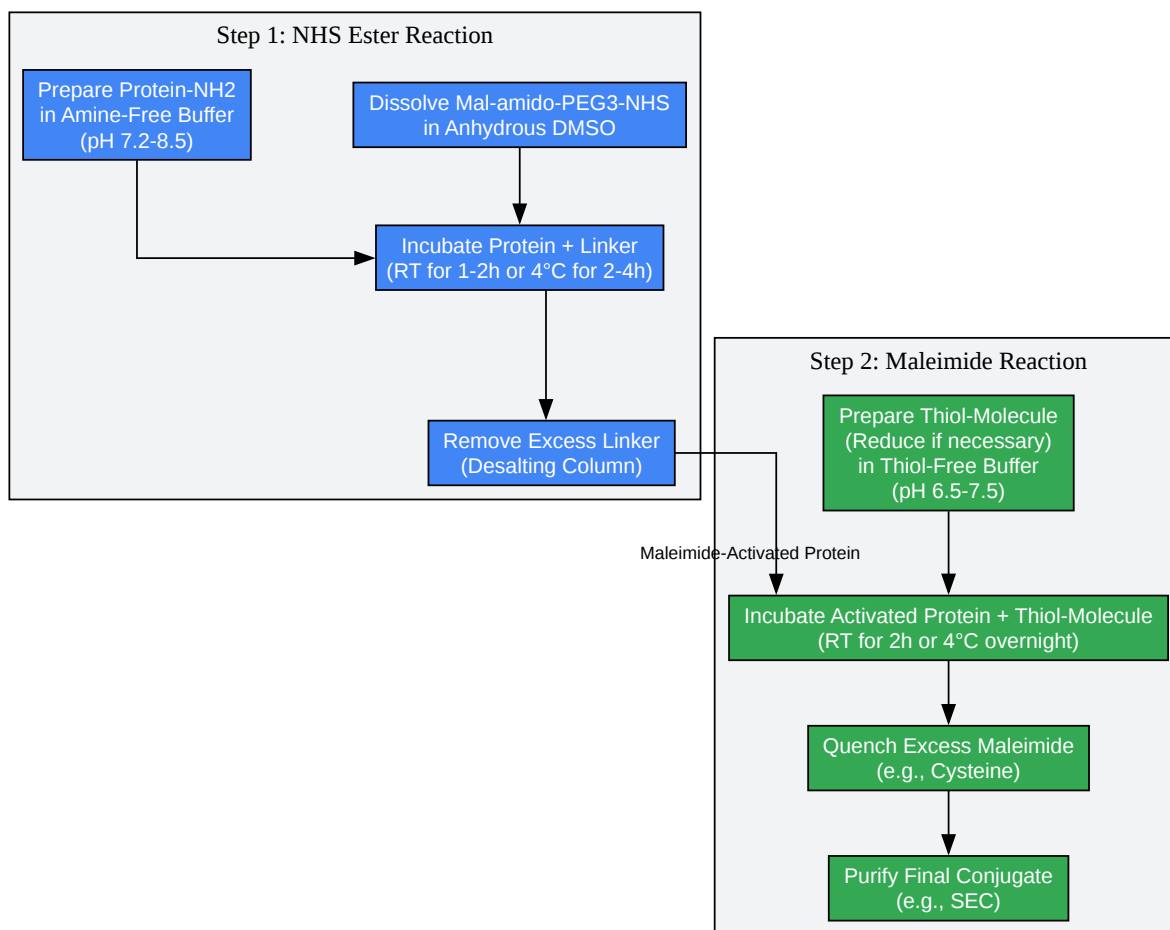 Step 1: NHS Ester Reaction
Prepare Protein-NH2
in Amine-Free Buffer
(pH 7.2-8.5)
Dissolve Mal-amido-PEG3-NHS
in Anhydrous DMSO
Incubate Protein + Linker
(RT for 1-2h or 4°C for 2-4h)
Remove Excess Linker
(Desalting Column)
Maleimide-Activated Protein
Step 2: Maleimide Reaction
Prepare Thiol-Molecule
(Reduce if necessary)
in Thiol-Free Buffer
(pH 6.5-7.5)
Incubate Activated Protein + Thiol-Molecule
(RT for 2h or 4°C overnight)
Quench Excess Maleimide
(e.g., Cysteine)
Purify Final Conjugate
(e.g., SEC)